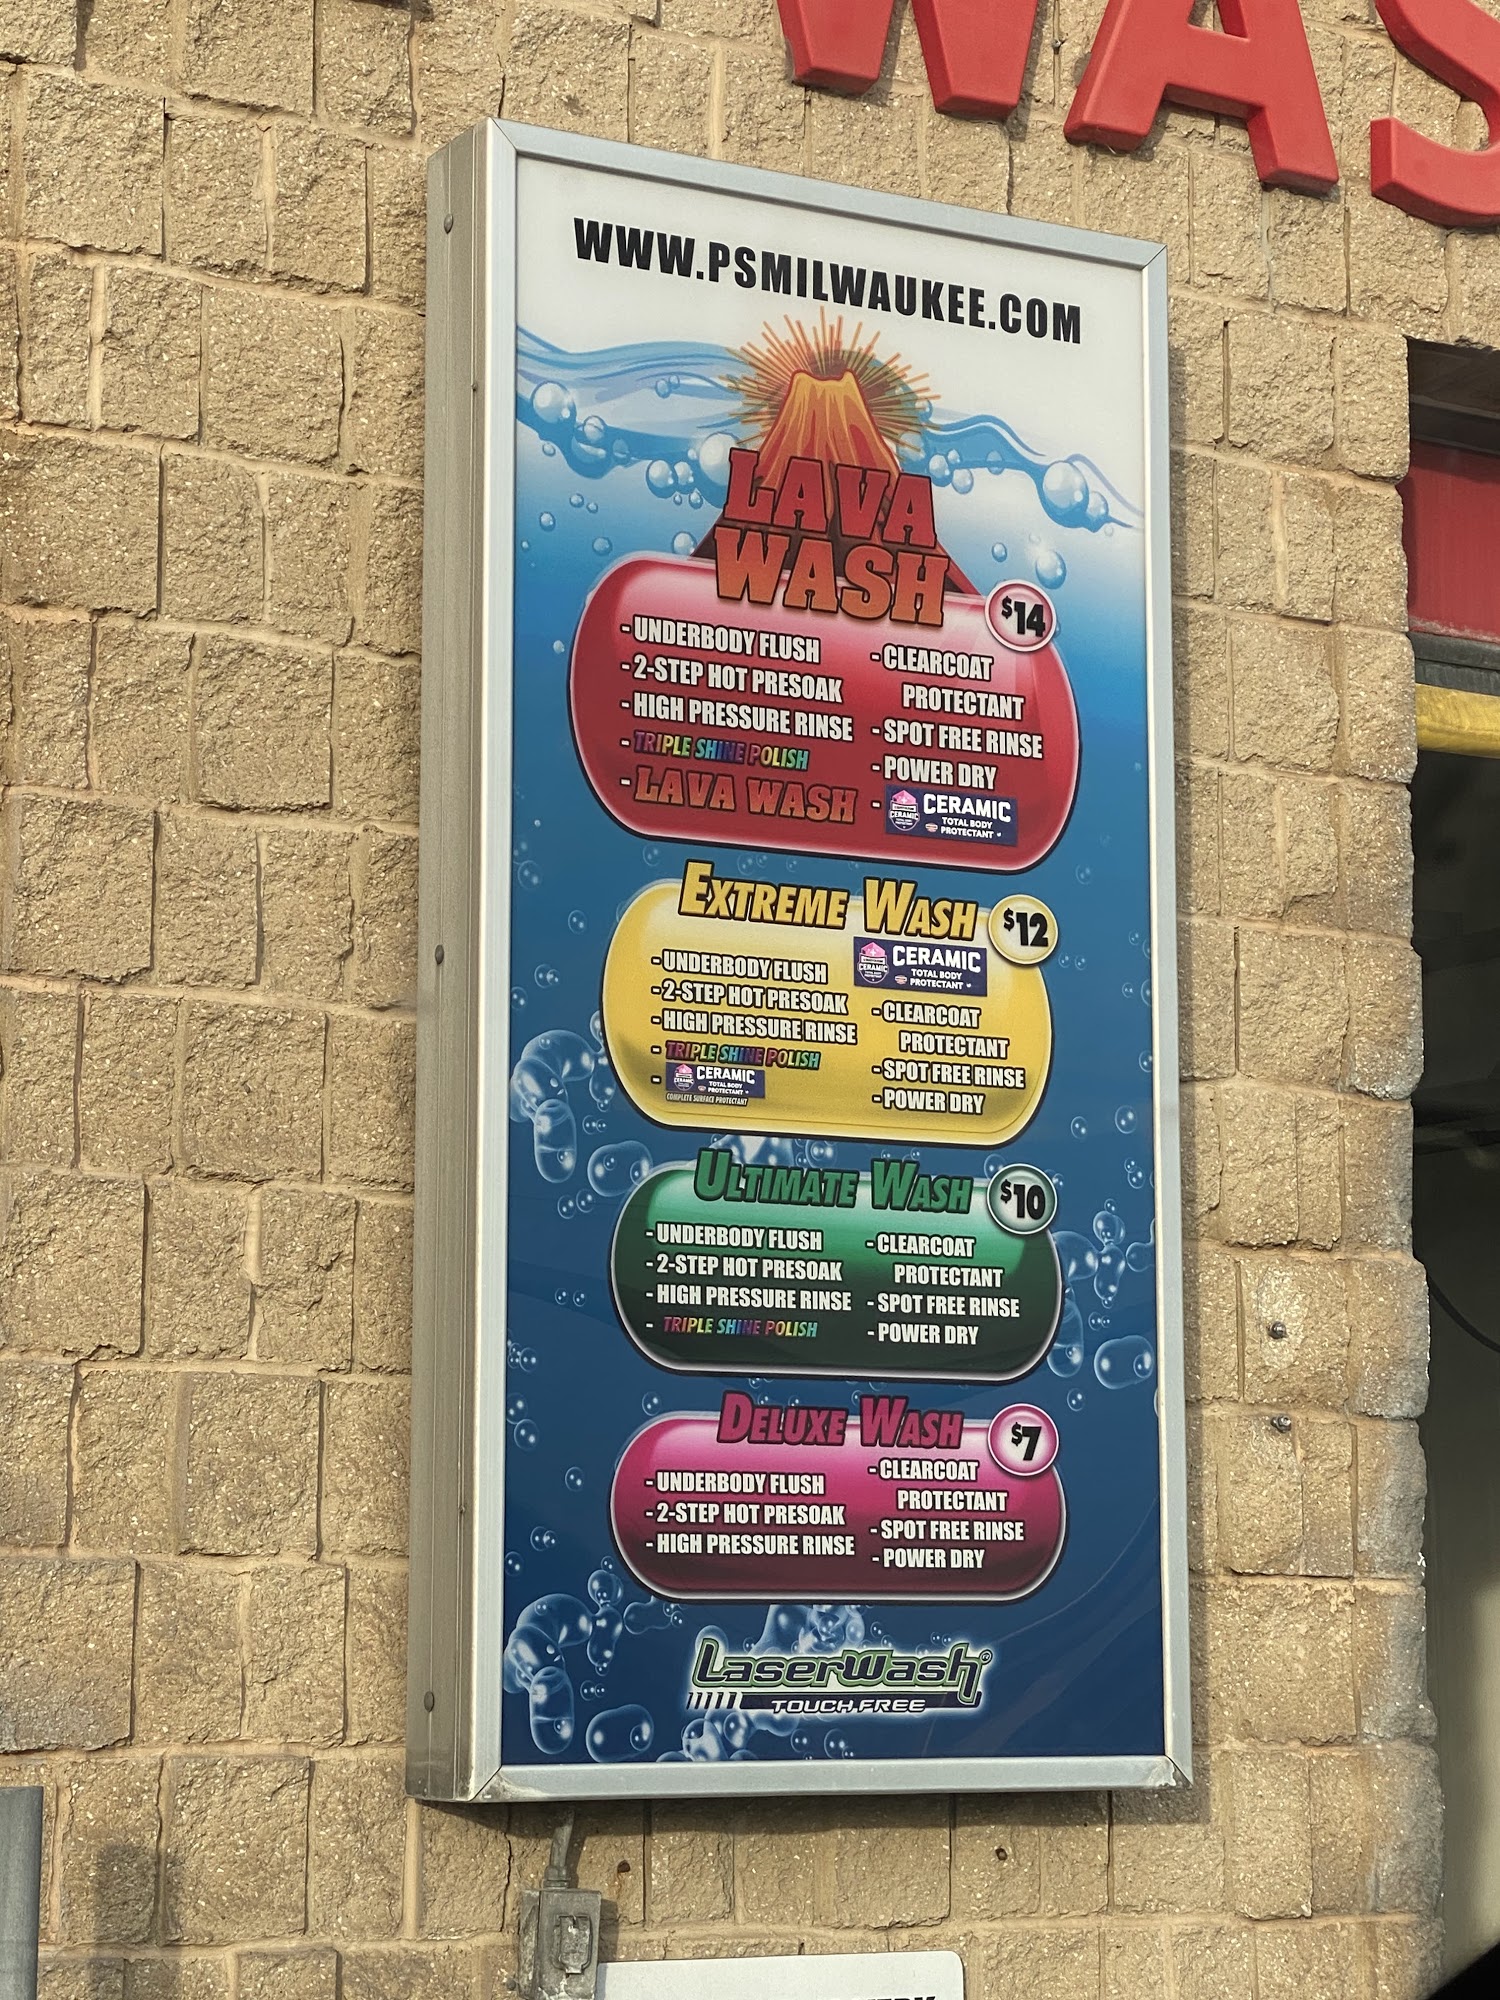 WAS
WWW.PSMILWAUKEE.COM
LAVA
WASH
$14
- UNDERBODY FLUSH
- 2-STEP HOT PRESOAK
- HIGH PRESSURE RINSE
- TRIPLE SHINE POLISH
- LAVA WASH
- CLEARCOAT
PROTECTANT
- SPOT FREE RINSE
- POWER DRY
- CERAMIC
TOTAL BODY
PROTECTANT
EXTREME WASH
$12
- UNDERBODY FLUSH
- 2-STEP HOT PRESOAK
- HIGH PRESSURE RINSE
- TRIPLE SHINE POLISH
- CERAMIC
TOTAL BODY
PROTECTANT
COMPLETE SURFACE PROTECTANT
CERAMIC
TOTAL BODY
PROTECTANT
- CLEARCOAT
PROTECTANT
- SPOT FREE RINSE
- POWER DRY
ULTIMATE WASH
$10
- UNDERBODY FLUSH
- 2-STEP HOT PRESOAK
- HIGH PRESSURE RINSE
- TRIPLE SHINE POLISH
- CLEARCOAT
PROTECTANT
- SPOT FREE RINSE
- POWER DRY
DELUXE WASH
$7
- UNDERBODY FLUSH
- 2-STEP HOT PRESOAK
- HIGH PRESSURE RINSE
- CLEARCOAT
PROTECTANT
- SPOT FREE RINSE
- POWER DRY
LaserWash®
TOUCH FREE